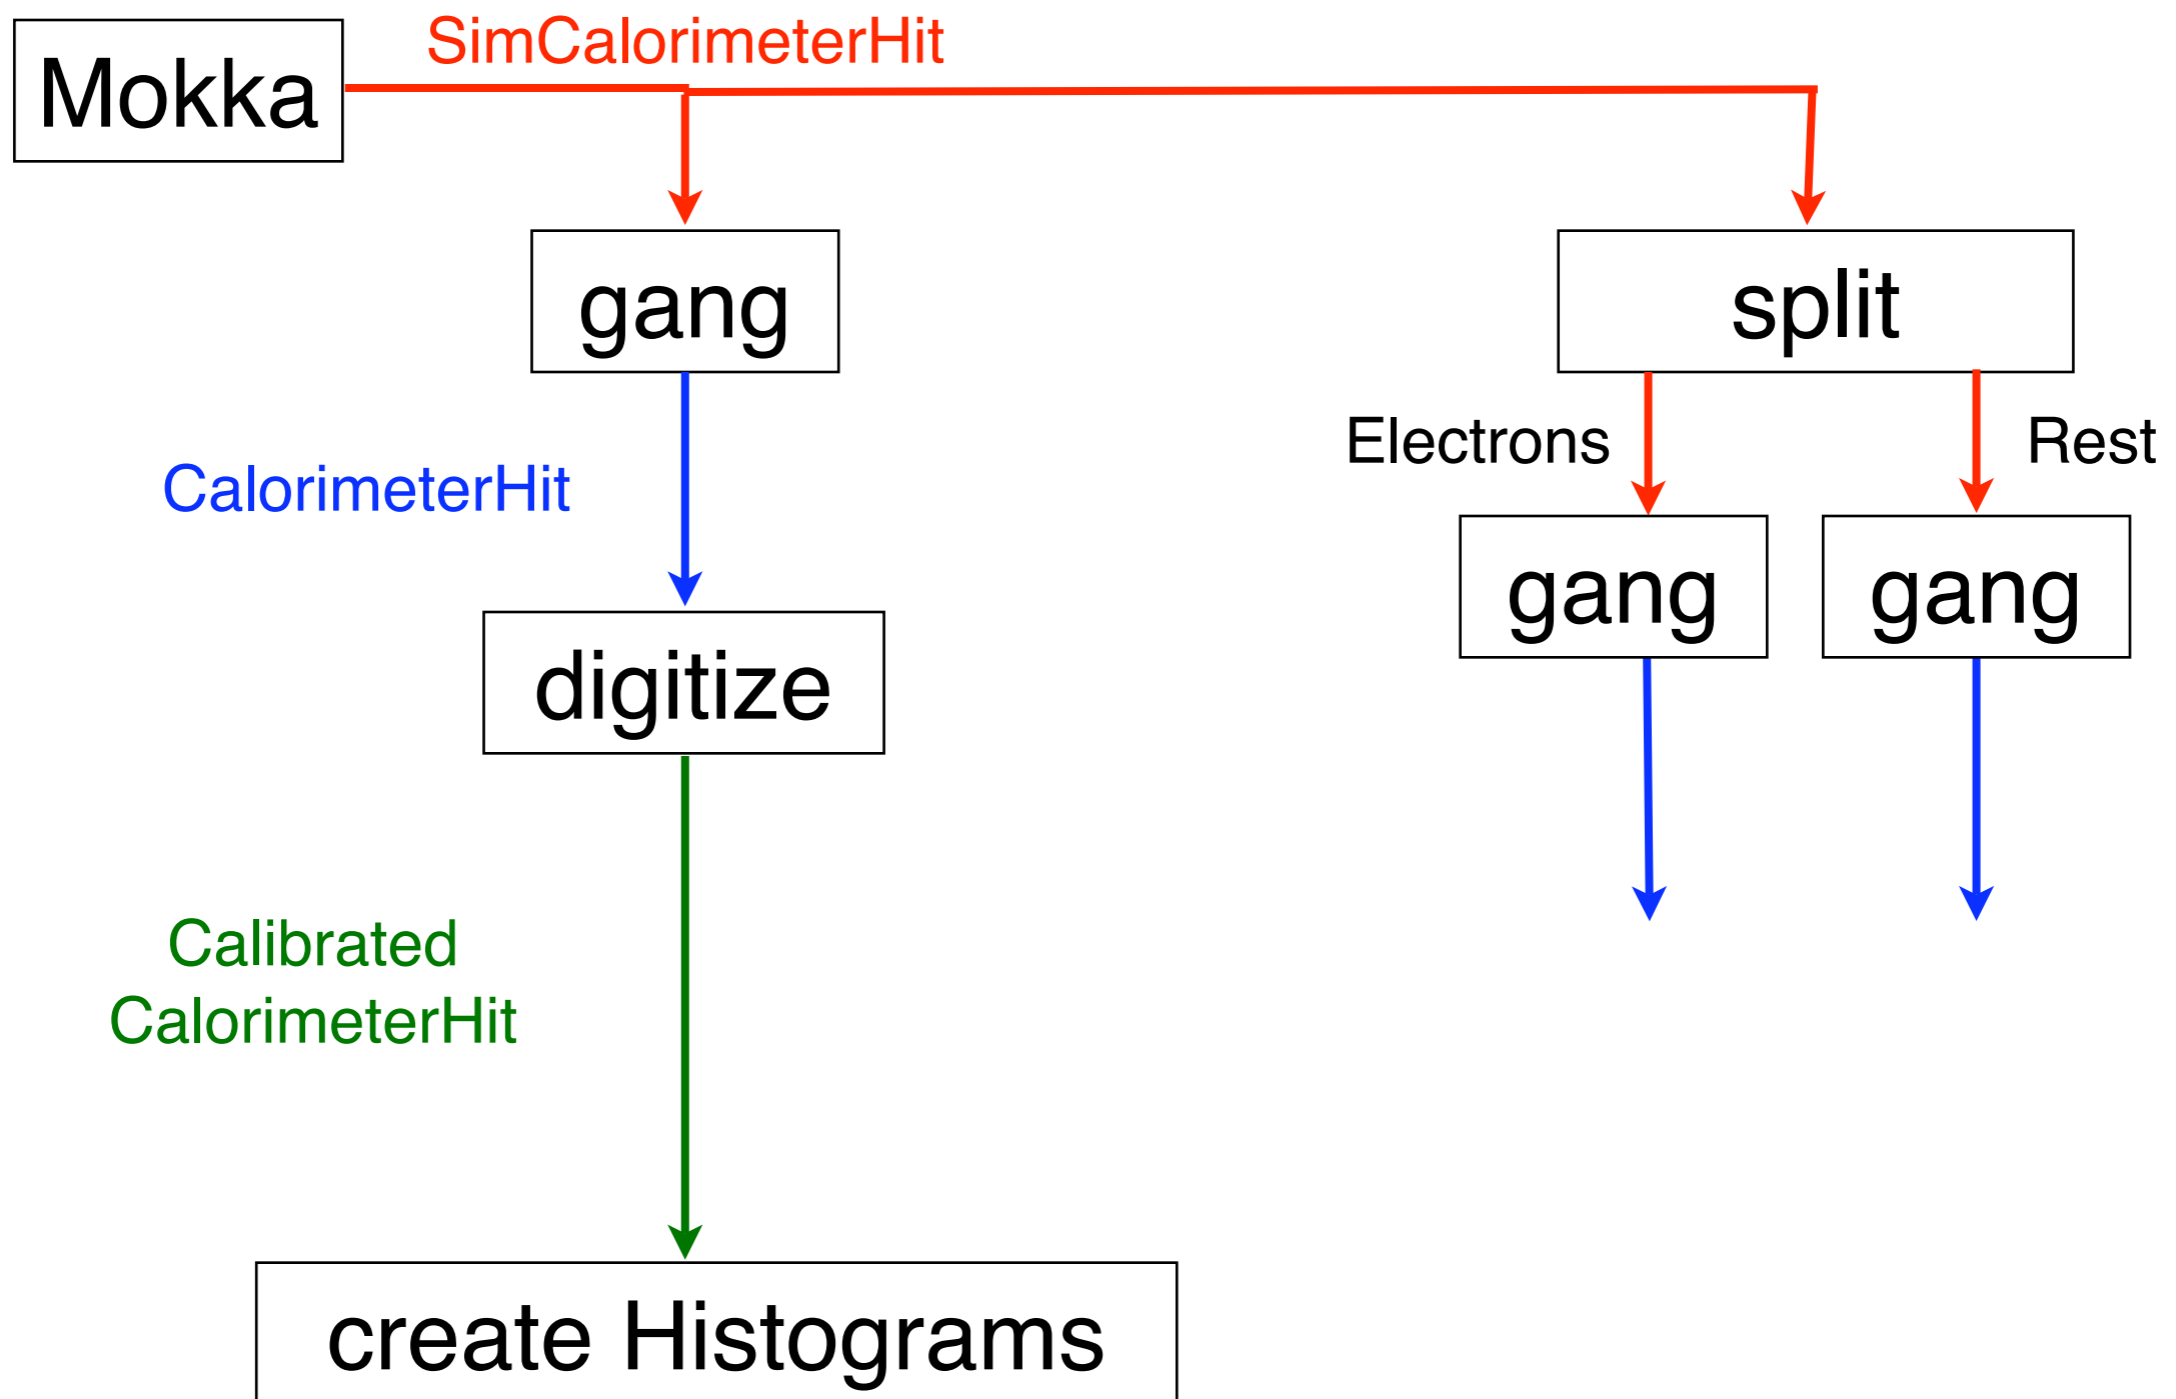 SimCalorimeterHit
Mokka
gang
split
Electrons
Rest
CalorimeterHit
gang
gang
digitize
Calibrated
CalorimeterHit
create Histograms